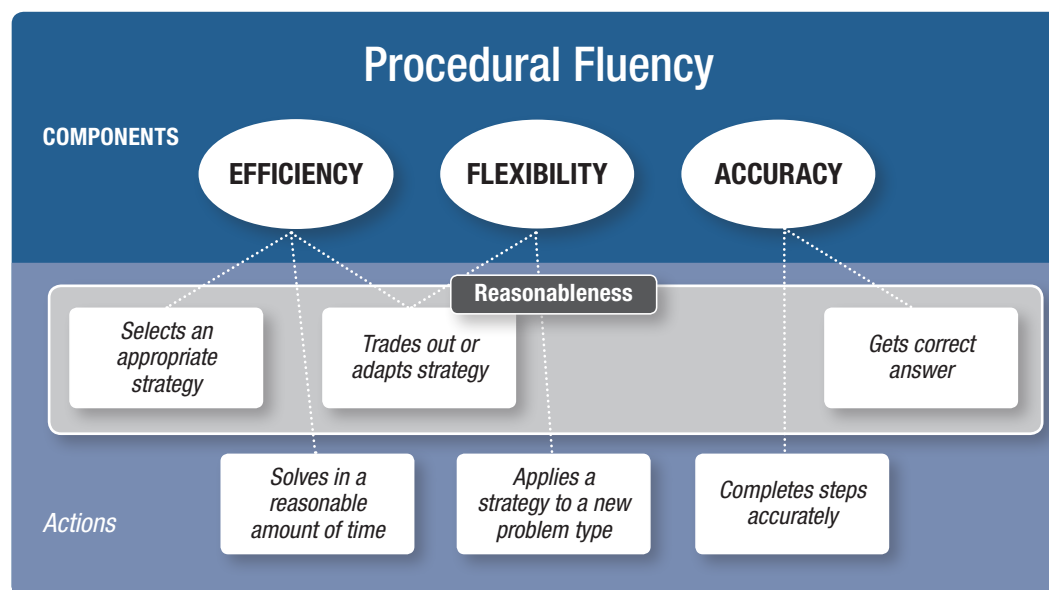 Procedural Fluency
COMPONENTS
EFFICIENCY
FLEXIBILITY
ACCURACY
Reasonableness
Selects an
appropriate
strategy
Trades out or
adapts strategy
Gets correct
answer
Actions
Solves in a
reasonable
amount of time
Applies a
strategy to a new
problem type
Completes steps
accurately